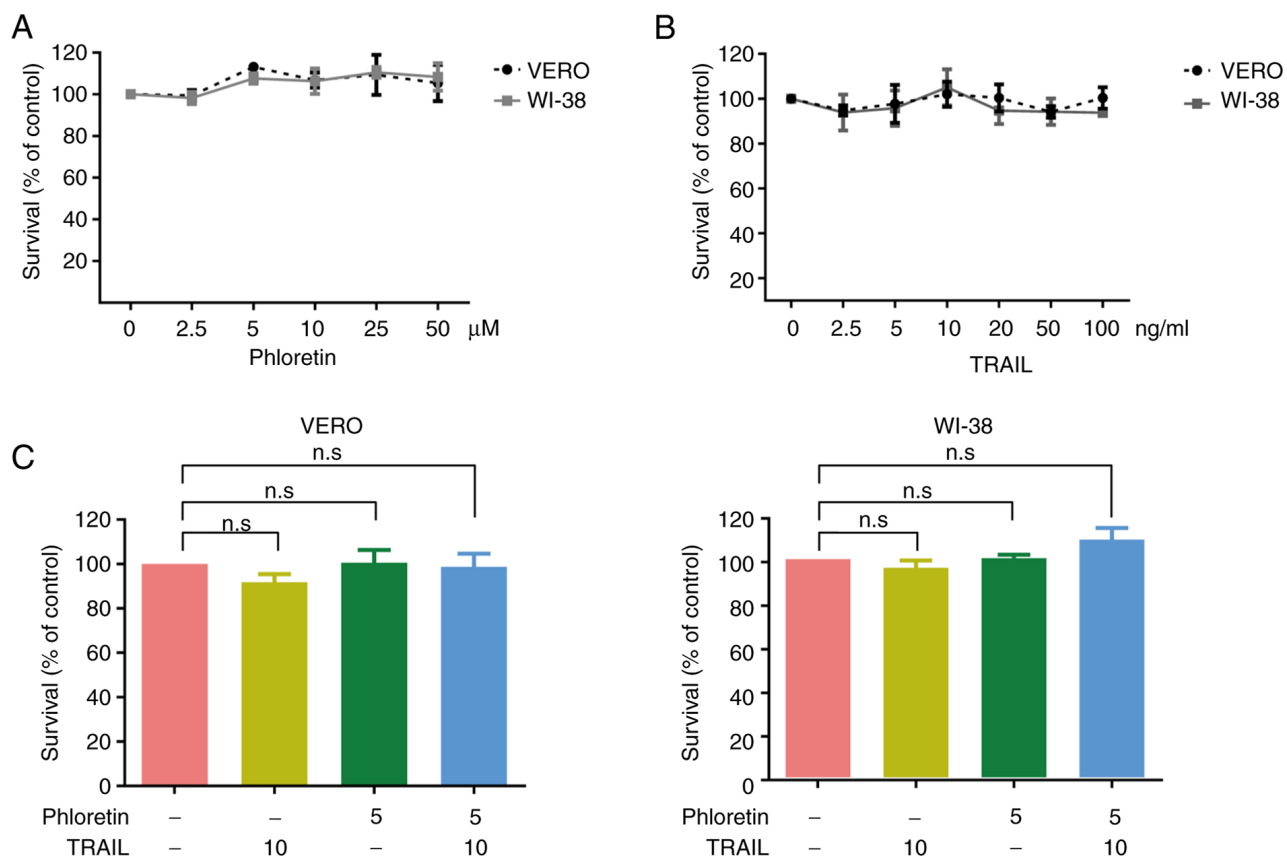 A
Survival (% of control)
120
100
80
60
40
20
0 2.5 5 10 25 50 μM
Phloretin
VERO
WI-38
B
Survival (% of control)
120
100
80
60
40
20
0 2.5 5 10 20 50 100 ng/ml
TRAIL
VERO
WI-38
C
VERO
n.s
n.s
n.s
Survival (% of control)
120
100
80
60
40
20
0
Phloretin – – 5 5
TRAIL – 10 – 10
WI-38
n.s
n.s
n.s
Survival (% of control)
120
100
80
60
40
20
0
– – 5 5
– 10 – 10